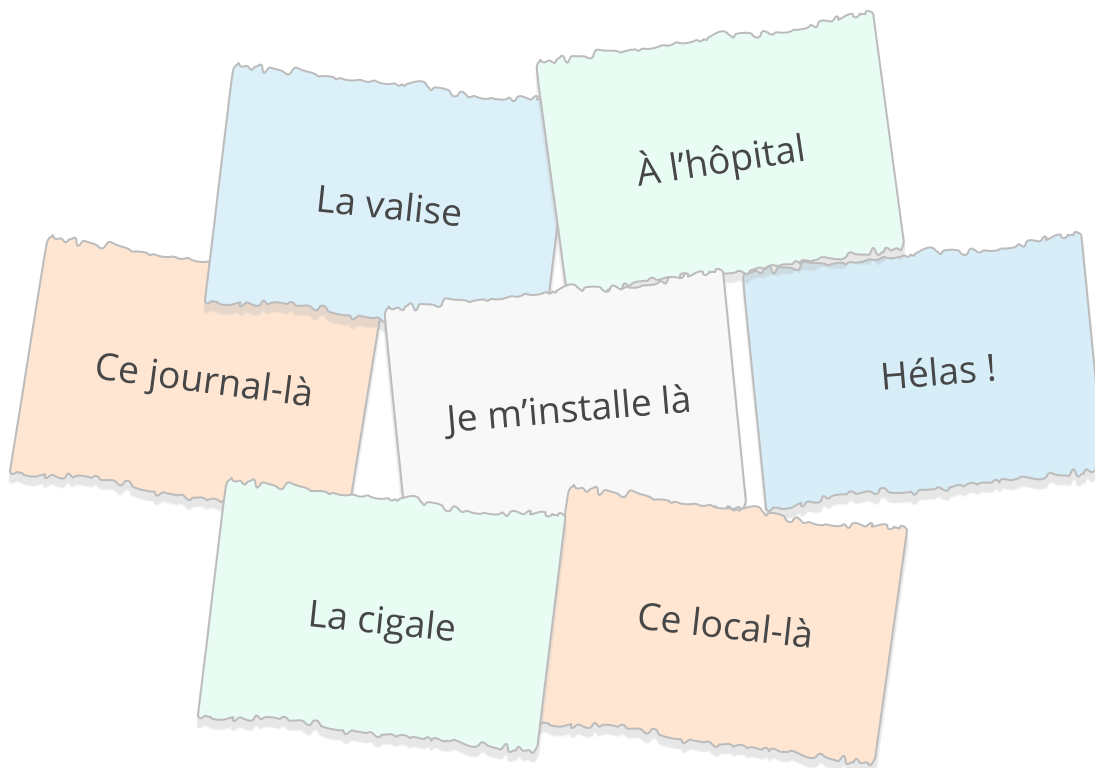 La valise
À l’hôpital
Ce journal-là
Je m’installe là
Hélas !
La cigale
Ce local-là